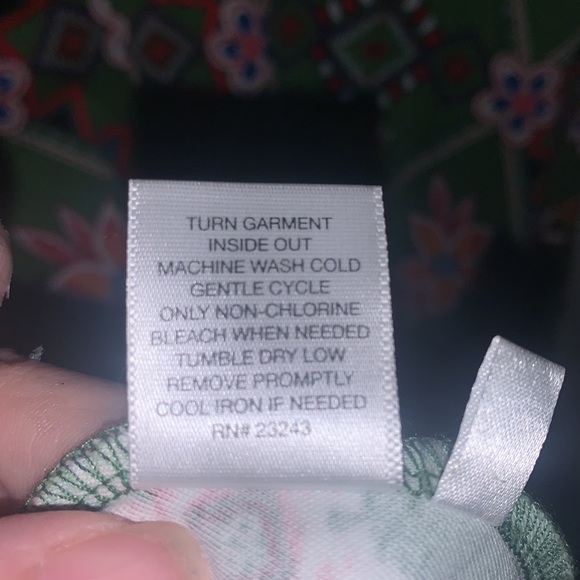 TURN GARMENT
INSIDE OUT
MACHINE WASH COLD
GENTLE CYCLE
ONLY NON-CHLORINE
BLEACH WHEN NEEDED
TUMBLE DRY LOW
REMOVE PROMPTLY
COOL IRON IF NEEDED
RN# 23243